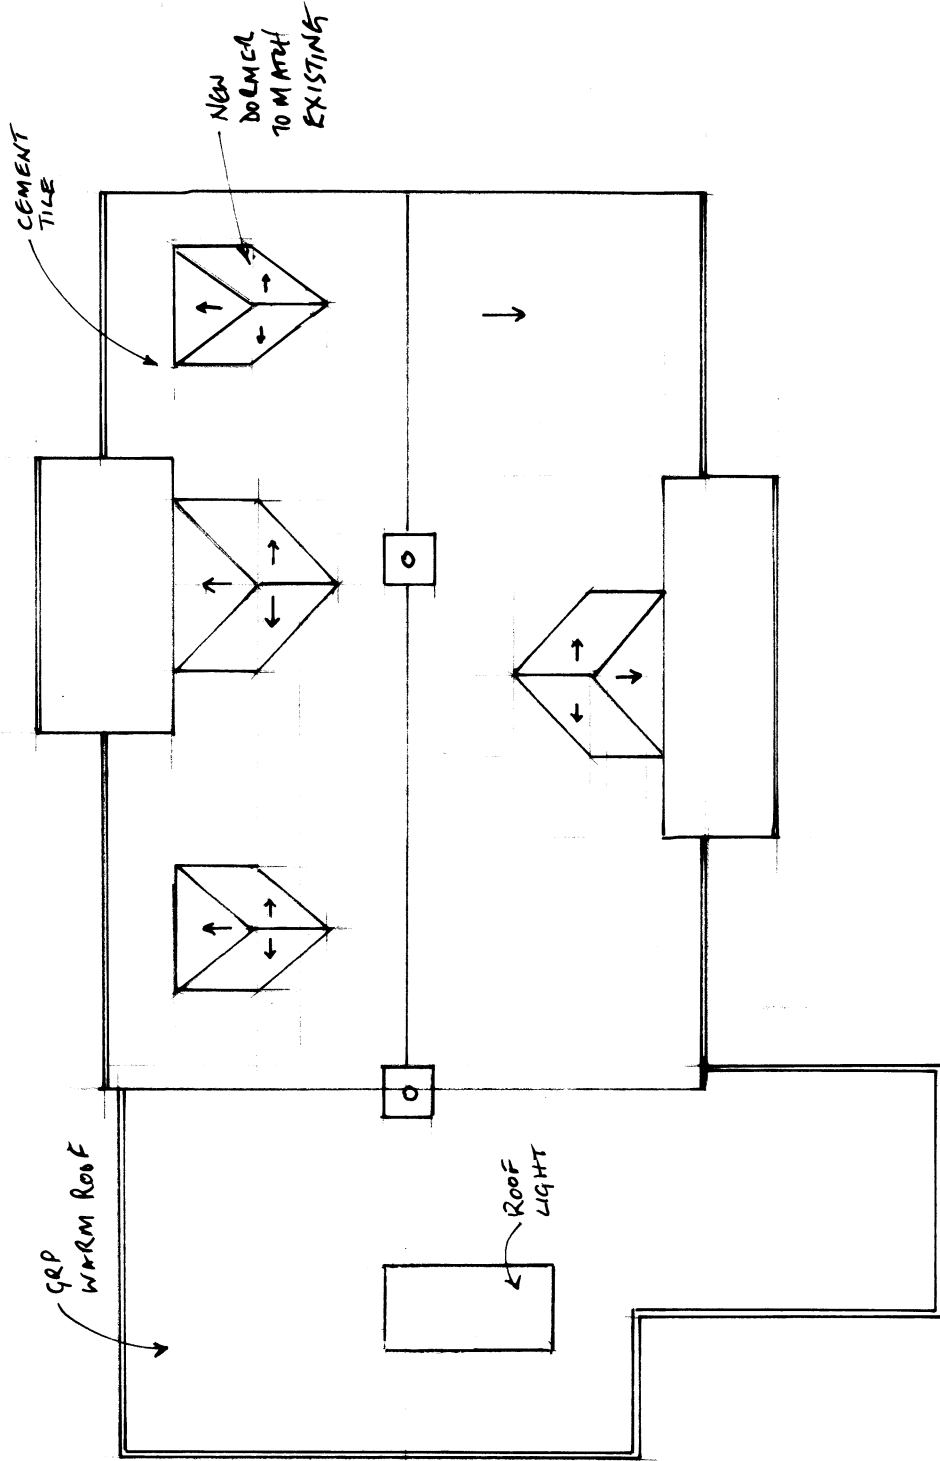 CEMENT
TILE
NEW
DORMER
TO MATCH
EXISTING
GRP
WARM ROOF
ROOF
LIGHT